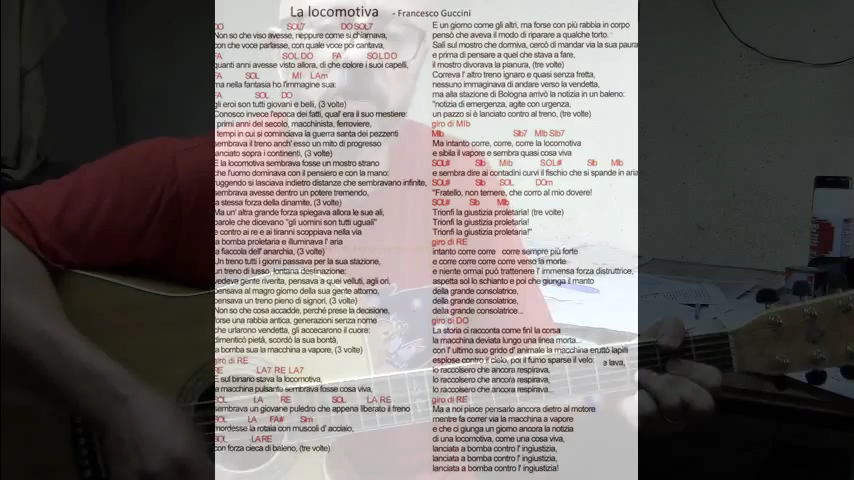 La locomotiva - Francesco Guccini
DO SOL7 DO SOL7
Non so che viso avesse, neppure come si chiamava,
con che voce parlasse, con quale voce poi cantava,
FA SOL DO FA SOL DO
quanti anni avesse visto allora, di che colore i suoi capelli,
FA SOL MI LAm
ma nella fantasia ho l'immagine sua:
FA SOL DO
gli eroi son tutti giovani e belli, (3 volte)
Conosco invece l'epoca dei fatti, qual' era il suo mestiere:
i primi anni del secolo, macchinista, ferroviere,
i tempi in cui si cominciava la guerra santa dei pezzenti
sembrava il treno anch' esso un mito di progresso
lanciato sopra i continenti, (3 volte)
E la locomotiva sembrava fosse un mostro strano
che l'uomo dominava con il pensiero e con la mano:
ruggendo si lasciava indietro distanze che sembravano infinite,
sembrava avesse dentro un potere tremendo,
la stessa forza della dinamite, (3 volte)
Ma un' altra grande forza spiegava allora le sue ali,
parole che dicevano "gli uomini son tutti uguali"
e contro ai re e ai tiranni scoppiava nella via
la bomba proletaria e illuminava l' aria
la fiaccola dell' anarchia, (3 volte)
Un treno tutti i giorni passava per la sua stazione,
un treno di lusso, lontana destinazione:
vedeva gente riverita, pensava a quei velluti, agli ori,
pensava al magro giorno della sua gente attorno,
pensava un treno pieno di signori, (3 volte)
Non so che cosa accadde, perché prese la decisione,
forse una rabbia antica, generazioni senza nome
che urlarono vendetta, gli accecarono il cuore:
dimenticò pietà, scordò la sua bontà,
la bomba sua la macchina a vapore, (3 volte)
giro di RE
RE LA7 RE LA7
E sul binario stava la locomotiva,
la macchina pulsante sembrava fosse cosa viva,
SOL LA RE SOL LA RE
sembrava un giovane puledro che appena liberato il freno
SOL LA FA# SIm
mordesse la rotaia con muscoli d' acciaio,
SOL LA RE
con forza cieca di baleno, (tre volte)
E un giorno come gli altri, ma forse con più rabbia in corpo
pensò che aveva il modo di riparare a qualche torto.
Salì sul mostro che dormiva, cercò di mandar via la sua paura
e prima di pensare a quel che stava a fare,
il mostro divorava la pianura, (tre volte)
Correva l' altro treno ignaro e quasi senza fretta,
nessuno immaginava di andare verso la vendetta,
ma alla stazione di Bologna arrivò la notizia in un baleno:
"notizia di emergenza, agite con urgenza,
un pazzo si è lanciato contro al treno, (tre volte)
giro di MIb
MIb SIb7 MIb SIb7
Ma intanto corre, corre, corre la locomotiva
e sibila il vapore e sembra quasi cosa viva
SOL# SIb MIb SOL# SIb MIb
e sembra dire ai contadini curvi il fischio che si spande in aria
SOL# SIb SOL DOm
"Fratello, non temere, che corro al mio dovere!
SOL# SIb MIb
Trionfi la giustizia proletaria! (tre volte)
Trionfi la giustizia proletaria!
Trionfi la giustizia proletaria!"
giro di RE
intanto corre corre corre sempre più forte
e corre corre corre corre verso la morte
e niente ormai può trattenere l' immensa forza distruttrice,
aspetta sol lo schianto e poi che giunga il manto
della grande consolatrice,
della grande consolatrice,
della grande consolatrice...
giro di DO
La storia ci racconta come finì la corsa
la macchina deviata lungo una linea morta...
con l' ultimo suo grido d' animale la macchina eruttò lapilli e lava,
esplose contro il cielo, poi il fumo sparse il velo:
lo raccolsero che ancora respirava,
lo raccolsero che ancora respirava,
lo raccolsero che ancora respirava...
giro di RE
Ma a noi piace pensarlo ancora dietro al motore
mentre fa correr via la macchina a vapore
e che ci giunga un giorno ancora la notizia
di una locomotiva, come una cosa viva,
lanciata a bomba contro l' ingiustizia,
lanciata a bomba contro l' ingiustizia,
lanciata a bomba contro l' ingiustizia!